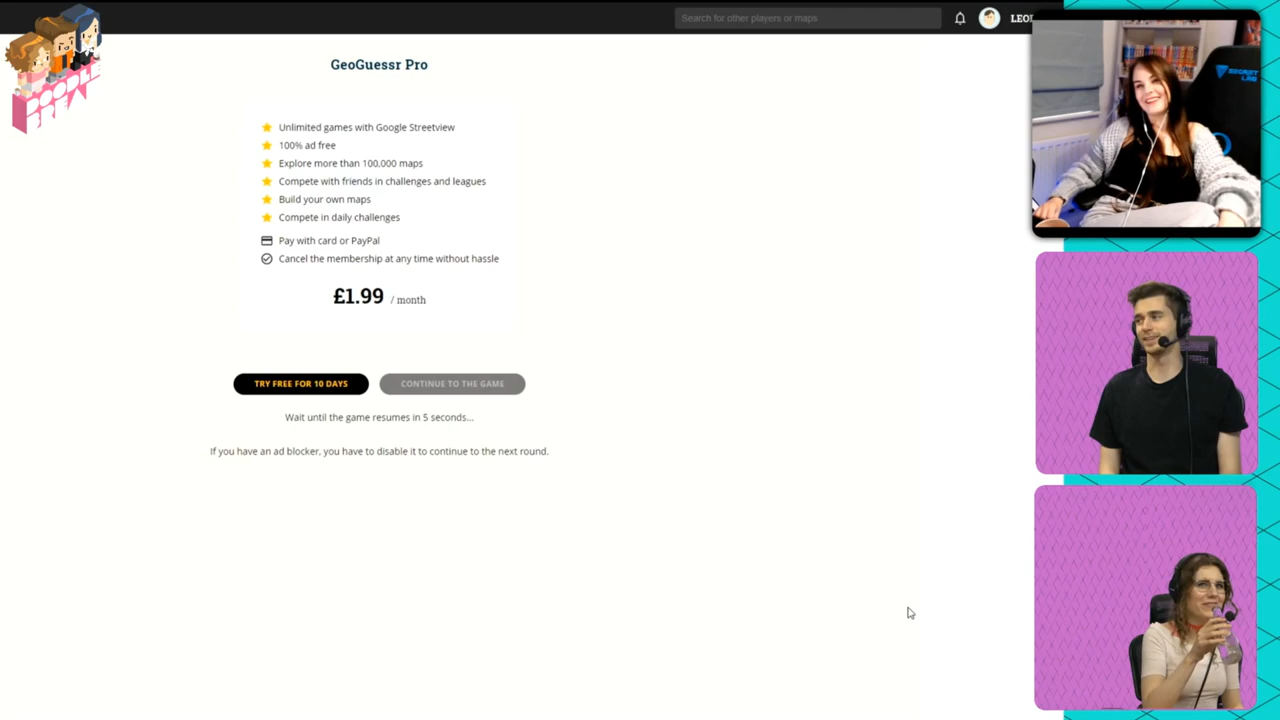 Search for other players or maps
LEO
GeoGuessr Pro
Unlimited games with Google Streetview
100% ad free
Explore more than 100,000 maps
Compete with friends in challenges and leagues
Build your own maps
Compete in daily challenges
Pay with card or PayPal
Cancel the membership at any time without hassle
£1.99 / month
TRY FREE FOR 10 DAYS
CONTINUE TO THE GAME
Wait until the game resumes in 5 seconds...
If you have an ad blocker, you have to disable it to continue to the next round.
SECRET
LAB